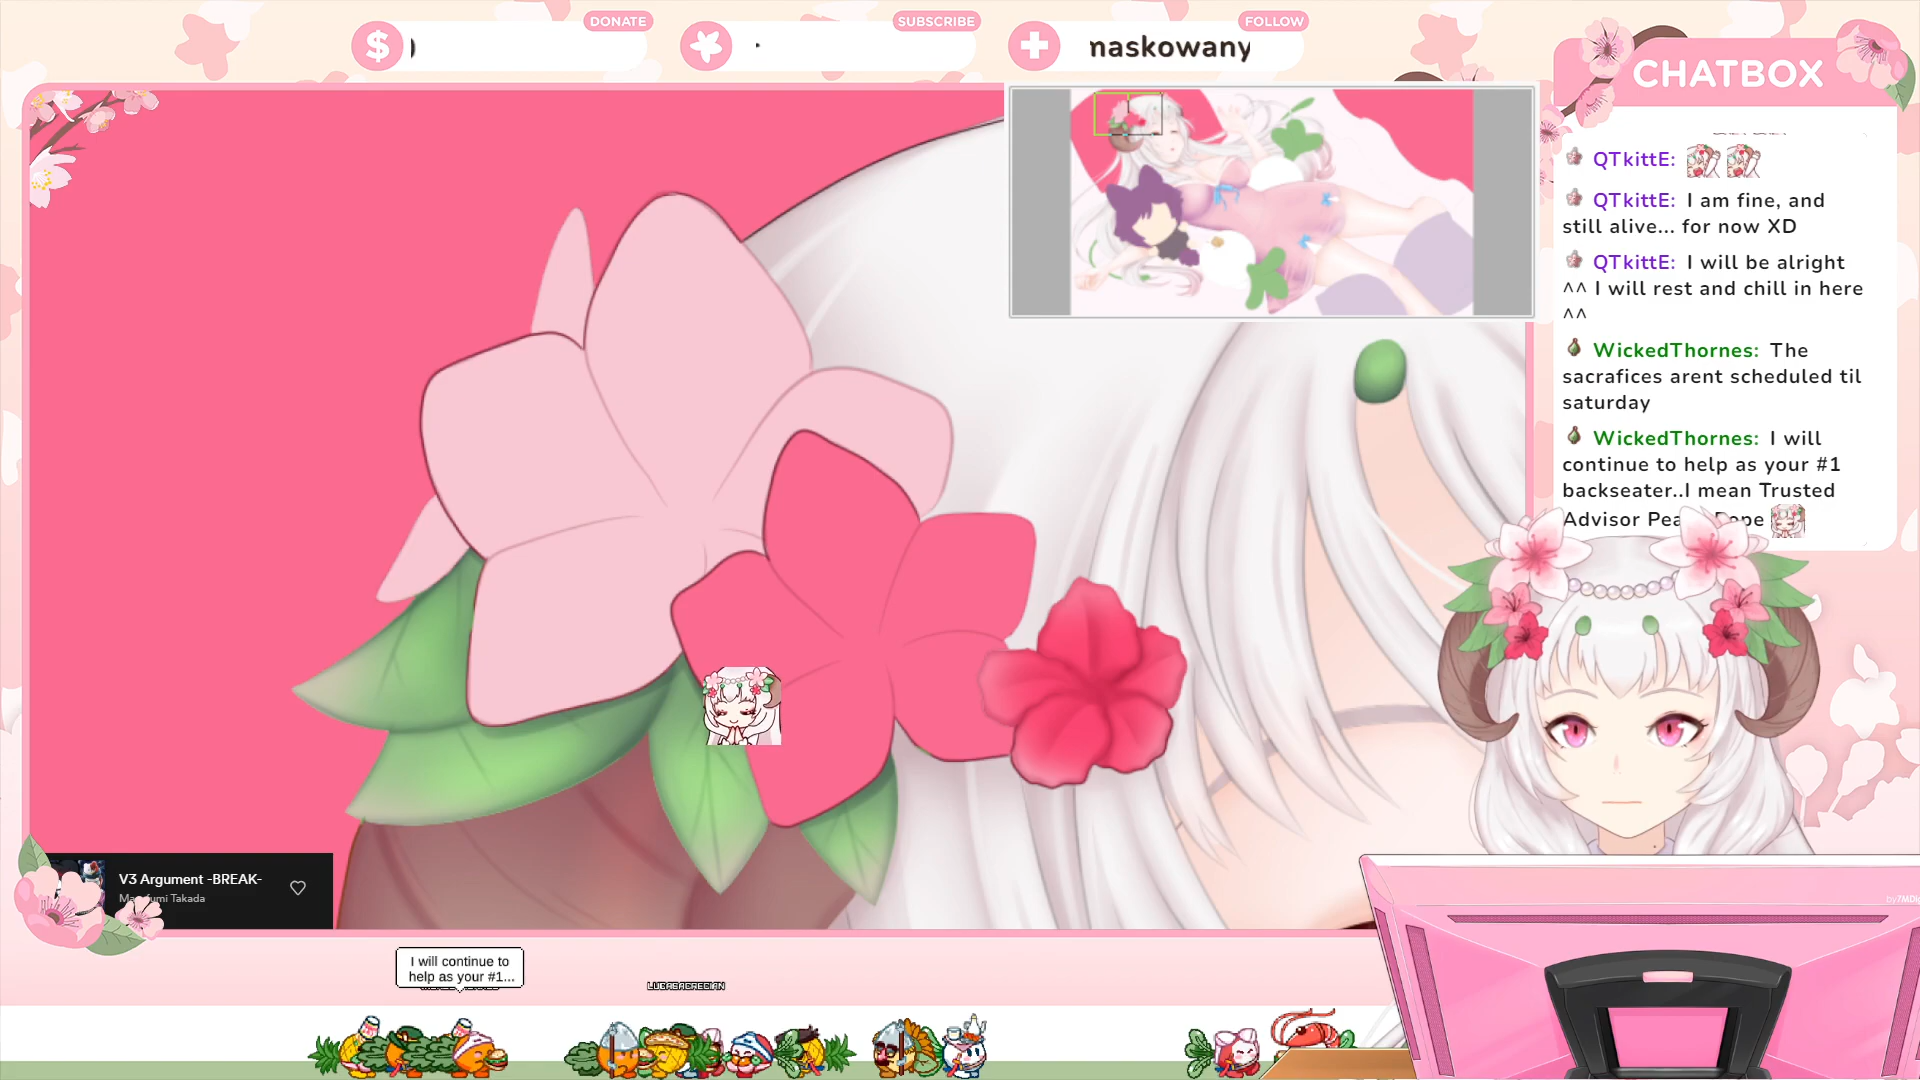 DONATE
SUBSCRIBE
FOLLOW
naskowany
CHATBOX
QTkittE:
QTkittE: I am fine, and
still alive... for now XD
QTkittE: I will be alright
^^ I will rest and chill in here
^^
WickedThornes: The
sacrafices arent scheduled til
saturday
WickedThornes: I will
continue to help as your #1
backseater..I mean Trusted
Advisor
V3 Argument -BREAK-
Takada
I will continue to
help as your #1...